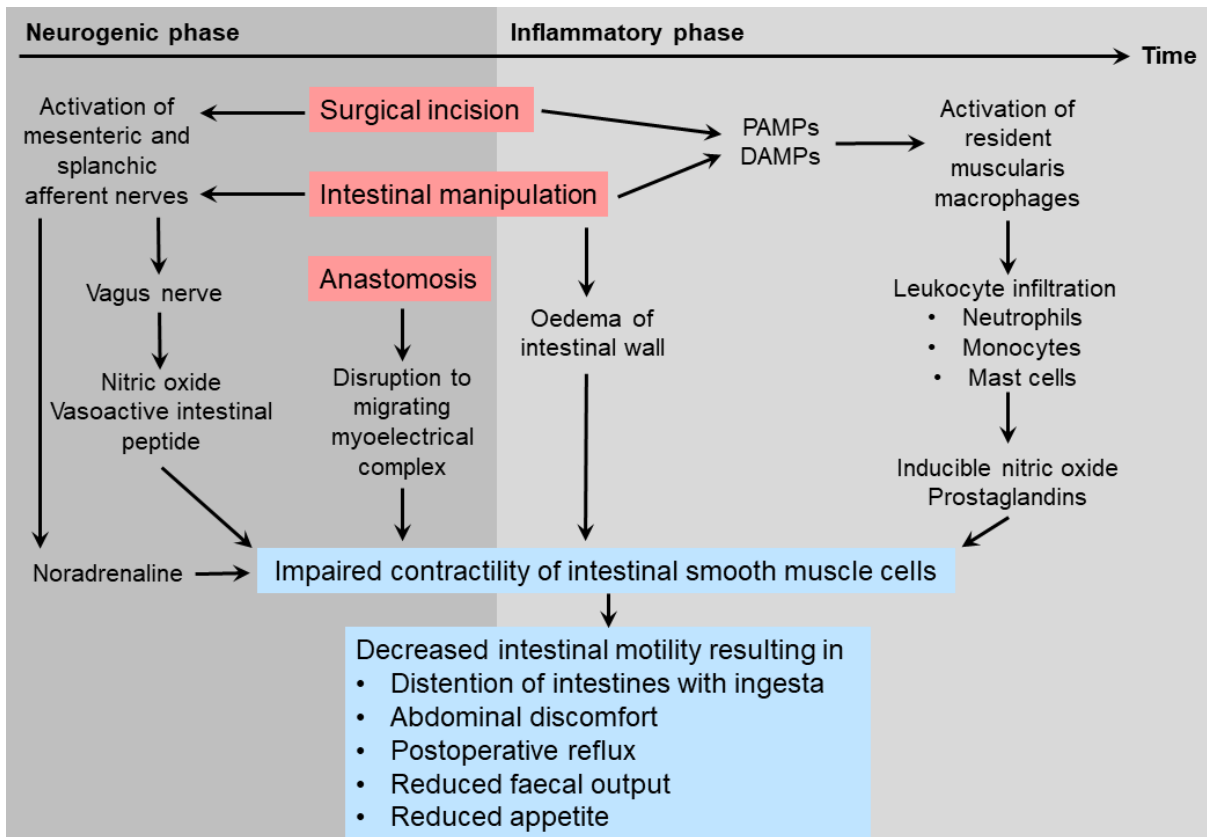 Neurogenic phase
Inflammatory phase
Time
Activation of
mesenteric and
splanchic
afferent nerves
Surgical incision
Intestinal manipulation
PAMPs
DAMPs
Activation of
resident
muscularis
macrophages
Vagus nerve
Anastomosis
Oedema of
intestinal wall
Leukocyte infiltration
• Neutrophils
• Monocytes
• Mast cells
Nitric oxide
Vasoactive intestinal
peptide
Disruption to
migrating
myoelectrical
complex
Inducible nitric oxide
Prostaglandins
Noradrenaline
Impaired contractility of intestinal smooth muscle cells
Decreased intestinal motility resulting in
• Distention of intestines with ingesta
• Abdominal discomfort
• Postoperative reflux
• Reduced faecal output
• Reduced appetite